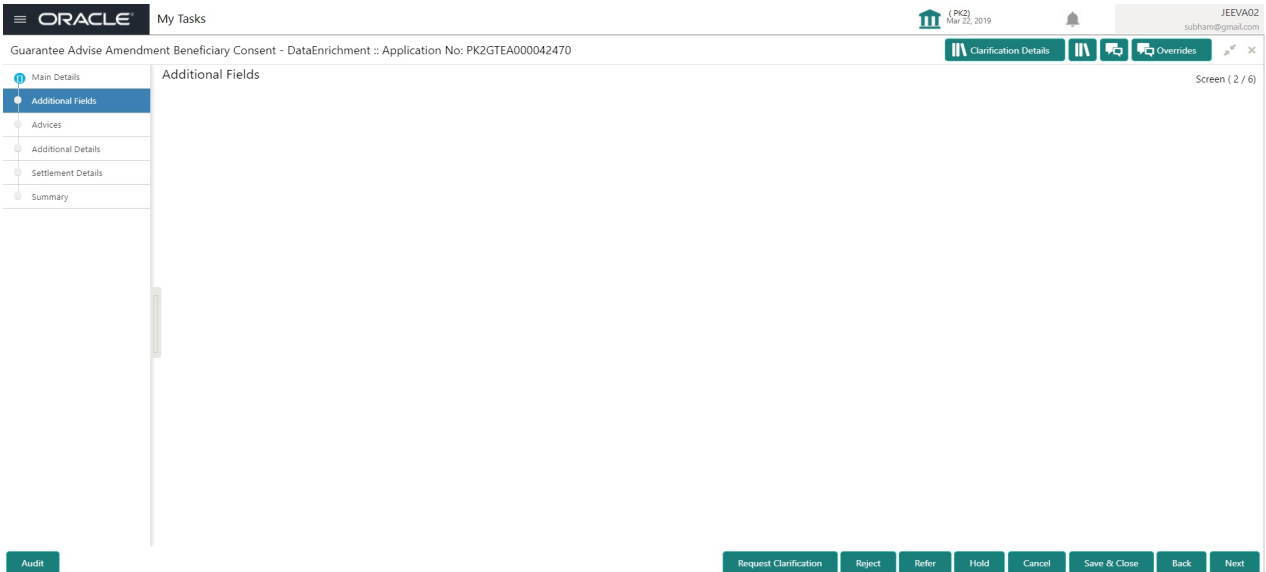 ORACLE
My Tasks
( PK2)
Mar 22, 2019
JEEVA02
subham@gmail.com
Guarantee Advise Amendment Beneficiary Consent - DataEnrichment :: Application No: PK2GTEA000042470
Clarification Details
Overrides
Main Details
Additional Fields
Advices
Additional Details
Settlement Details
Summary
Additional Fields
Screen ( 2 / 6)
Audit
Request Clarification
Reject
Refer
Hold
Cancel
Save & Close
Back
Next